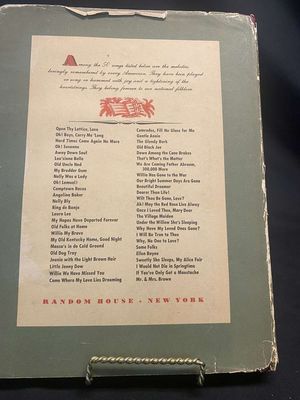 Among the 50 songs listed below are the melodies
lovingly remembered by every American. They have been played
or sung or hummed with joy and a tightening of the
heartstrings. They belong forever to our national folklore.
Open Thy Lattice, Love
Oh! Boys, Carry Me 'Long
Hard Times Come Again No More
Oh! Susanna
Away Down Souf
Lou'siana Belle
Old Uncle Ned
My Brudder Gum
Nelly Was a Lady
Oh! Lemuel!
Camptown Races
Angelina Baker
Nelly Bly
Ring de Banjo
Laura Lee
My Hopes Have Departed Forever
Old Folks at Home
Willie My Brave
My Old Kentucky Home, Good Night
Massa's in de Cold Ground
Old Dog Tray
Jeanie with the Light Brown Hair
Little Jenny Dow
Willie We Have Missed You
Come Where My Love Lies Dreaming
Comrades, Fill No Glass for Me
Gentle Annie
The Glendy Burk
Old Black Joe
Down Among the Cane Brakes
That's What's the Matter
We Are Coming Father Abraam,
300,000 More
Willie Has Gone to the War
Our Bright Summer Days Are Gone
Beautiful Dreamer
Dearer Than Life!
Wilt Thou Be Gone, Love?
Ah! May the Red Rose Live Alway
Once I Loved Thee, Mary Dear
The Village Maiden
Under the Willow She's Sleeping
Why Have My Loved Ones Gone?
I Will Be True to Thee
Why, No One to Love?
Some Folks
Ellen Bayne
Sweetly She Sleeps, My Alice Fair
I Would Not Die in Springtime
If You've Only Got a Moustache
Mr. & Mrs. Brown
RANDOM HOUSE • NEW YORK